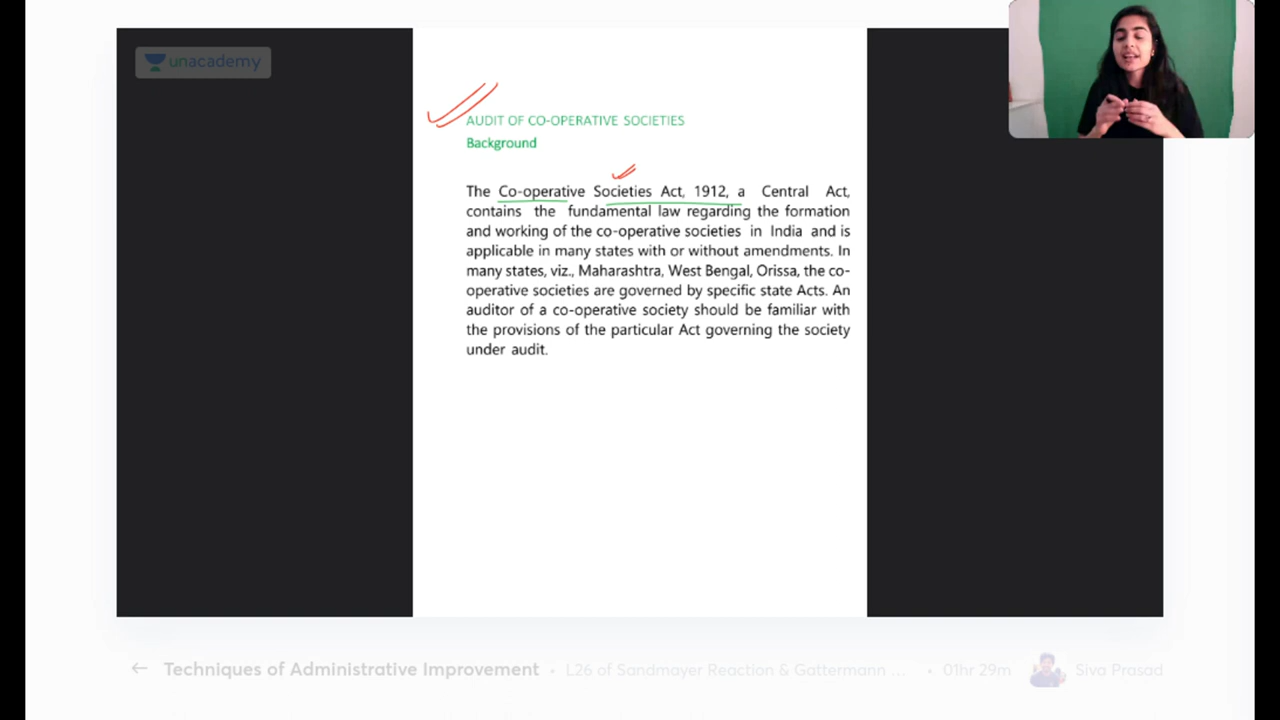 unacademy
AUDIT OF CO-OPERATIVE SOCIETIES
Background
The Co-operative Societies Act, 1912, a Central Act,
contains the fundamental law regarding the formation
and working of the co-operative societies in India and is
applicable in many states with or without amendments. In
many states, viz., Maharashtra, West Bengal, Orissa, the co-
operative societies are governed by specific state Acts. An
auditor of a co-operative society should be familiar with
the provisions of the particular Act governing the society
under audit.
Techniques of Administrative Improvement • L26 of Sandmayer Reaction & Gattermann ... • 01hr 29m Siva Prasad